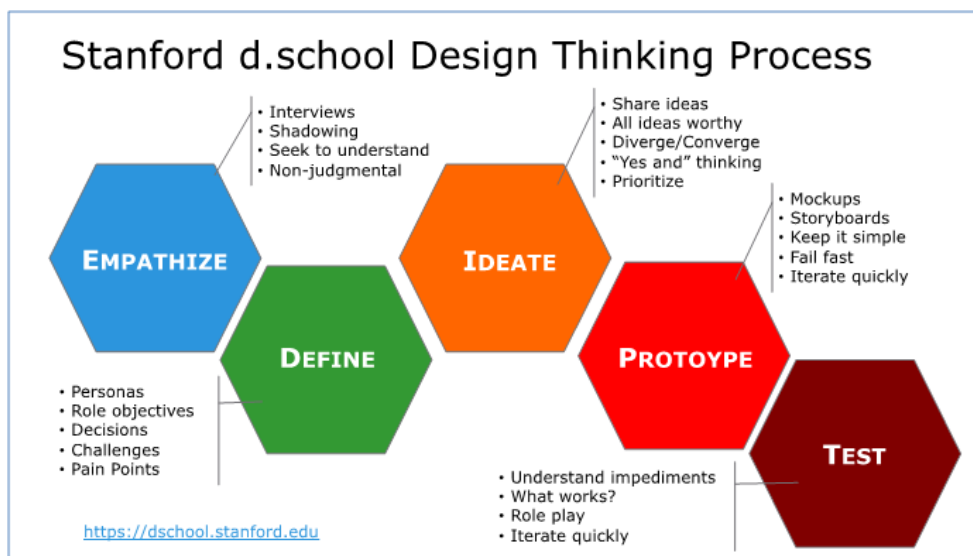 Stanford d.school Design Thinking Process
• Interviews
• Shadowing
• Seek to understand
• Non-judgmental
EMPATHIZE
• Personas
• Role objectives
• Decisions
• Challenges
• Pain Points
DEFINE
• Share ideas
• All ideas worthy
• Diverge/Converge
• “Yes and” thinking
• Prioritize
IDEATE
• Mockups
• Storyboards
• Keep it simple
• Fail fast
• Iterate quickly
PROTOYPE
• Understand impediments
• What works?
• Role play
• Iterate quickly
TEST
https://dschool.stanford.edu